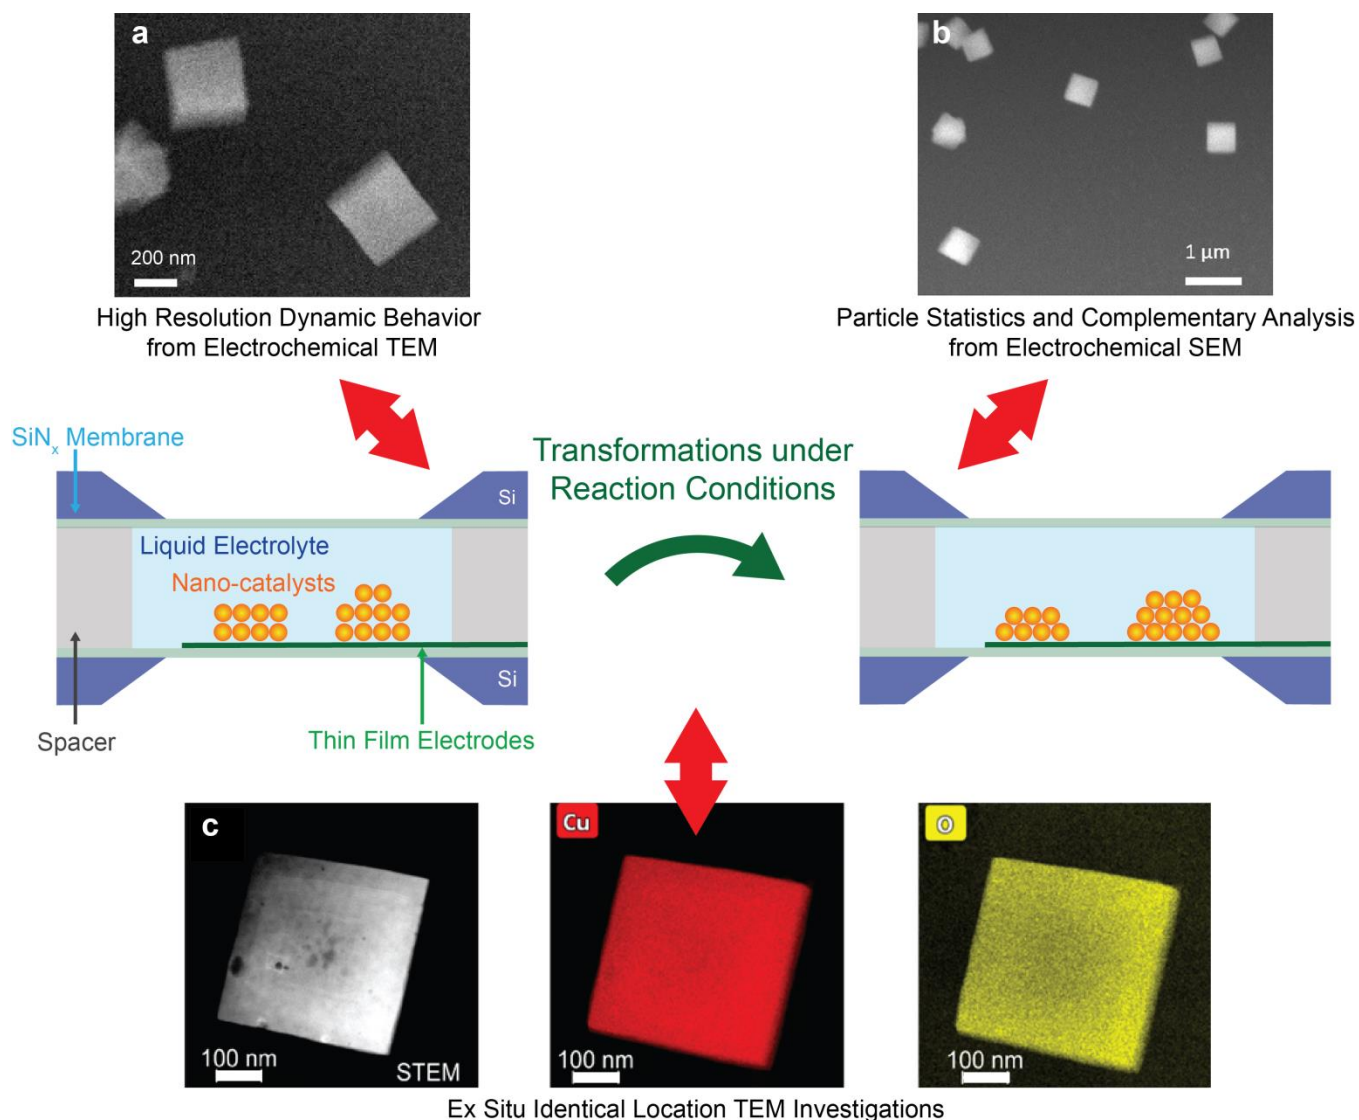 a
200 nm
High Resolution Dynamic Behavior
from Electrochemical TEM
b
1 µm
Particle Statistics and Complementary Analysis
from Electrochemical SEM
SiNx Membrane
Si
Liquid Electrolyte
Nano-catalysts
Si
Spacer
Thin Film Electrodes
Transformations under
Reaction Conditions
c
100 nm
STEM
Cu
100 nm
O
100 nm
Ex Situ Identical Location TEM Investigations